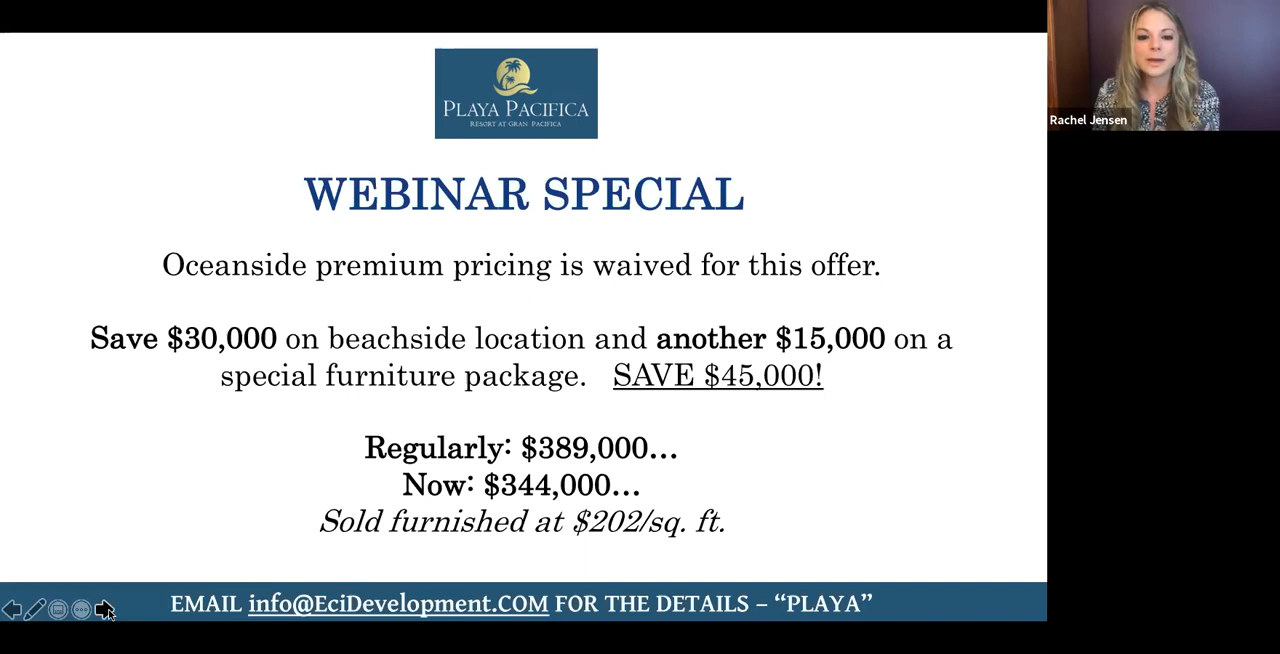 PLAYA PACIFICA
RESORT AT GRAN PACIFICA
WEBINAR SPECIAL
Oceanside premium pricing is waived for this offer.
Save $30,000 on beachside location and another $15,000 on a
special furniture package. SAVE $45,000!
Regularly: $389,000...
Now: $344,000...
Sold furnished at $202/sq. ft.
EMAIL info@EciDevelopment.COM FOR THE DETAILS – “PLAYA”
Rachel Jensen